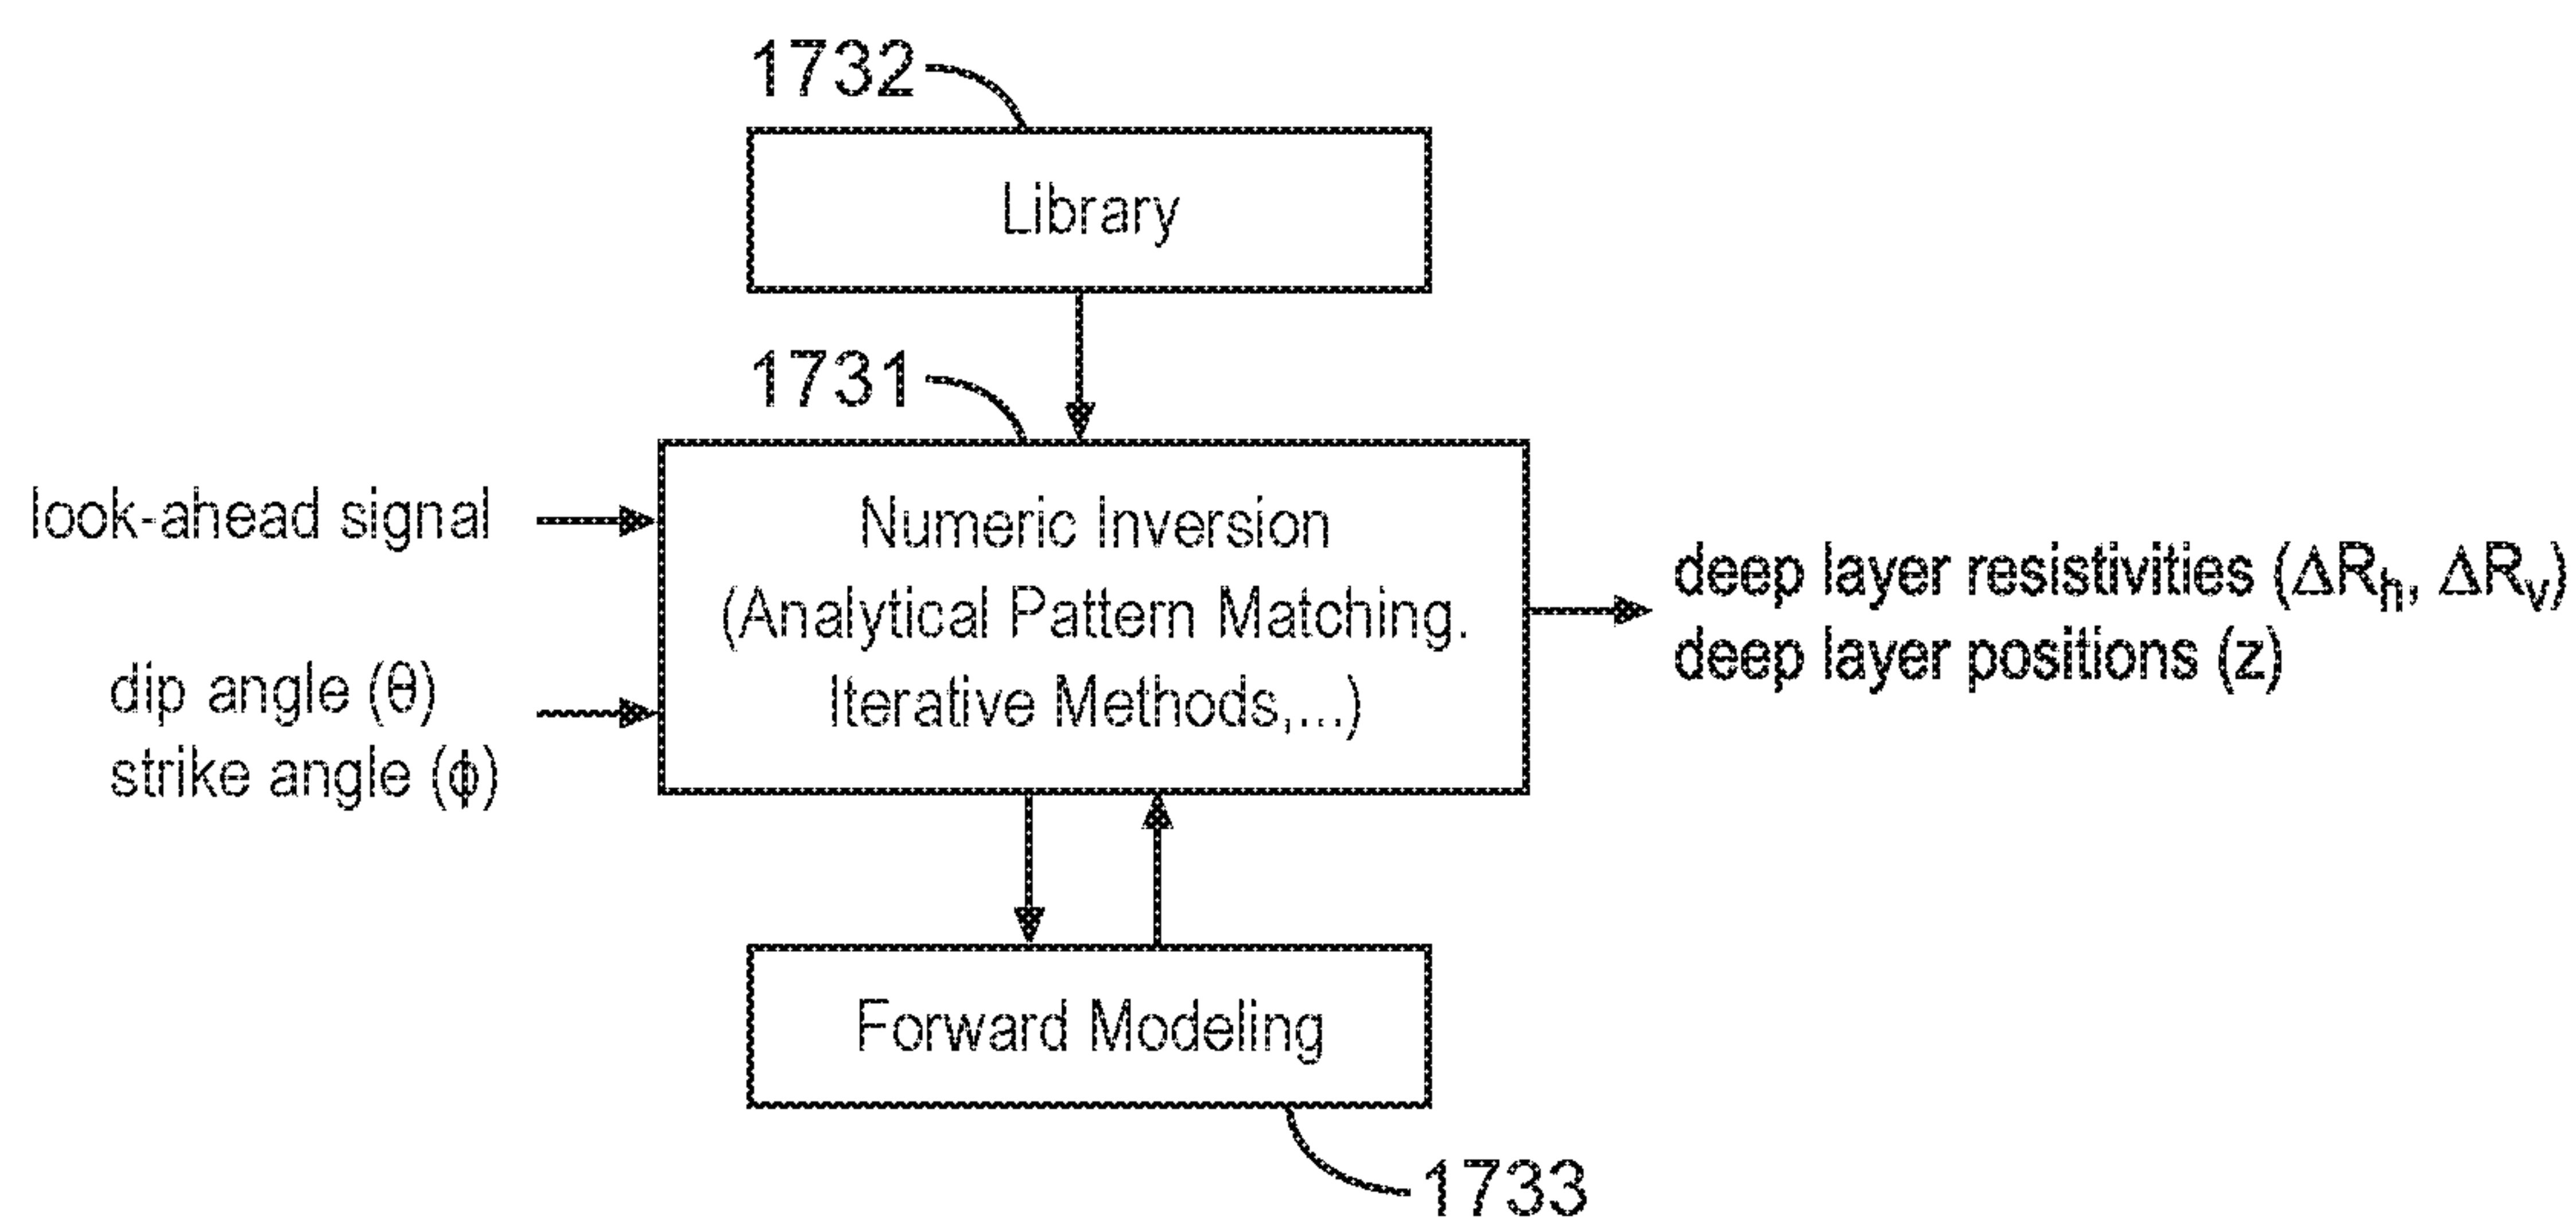 1732
Library
1731
look-ahead signal
Numeric Inversion
(Analytical Pattern Matching.
Iterative Methods,...)
dip angle (θ)
strike angle (ϕ)
deep layer resistivities (ΔRh, ΔRv)
deep layer positions (z)
Forward Modeling
1733